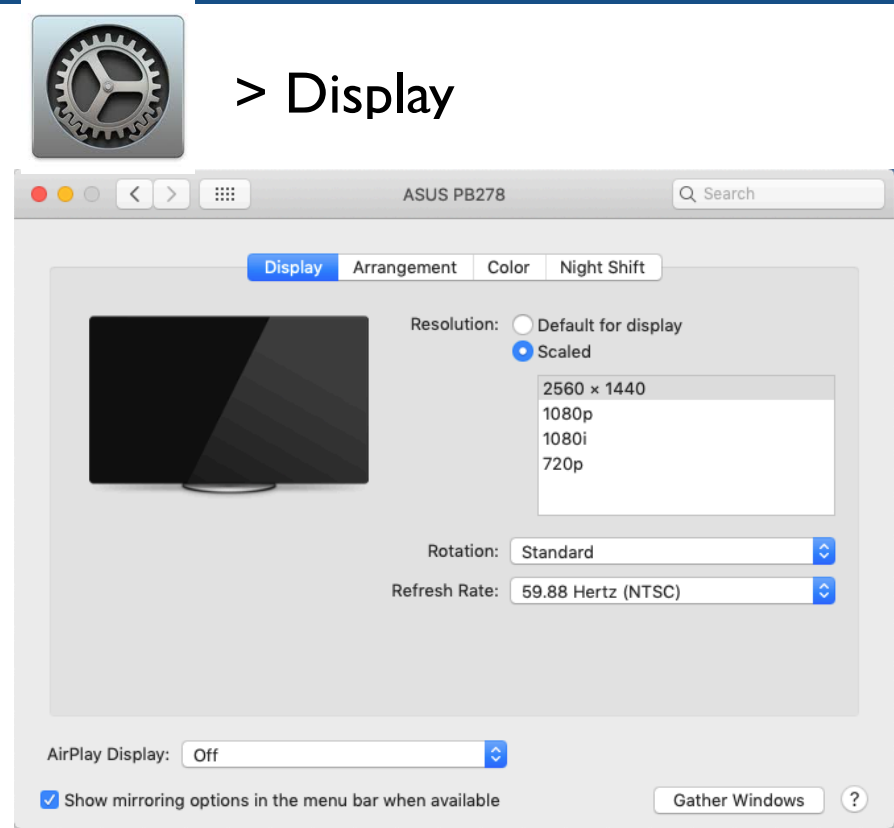 > Display
ASUS PB278
Search
Display Arrangement Color Night Shift
Resolution: Default for display
Scaled
2560 × 1440
1080p
1080i
720p
Rotation: Standard
Refresh Rate: 59.88 Hertz (NTSC)
AirPlay Display: Off
Show mirroring options in the menu bar when available
Gather Windows ?